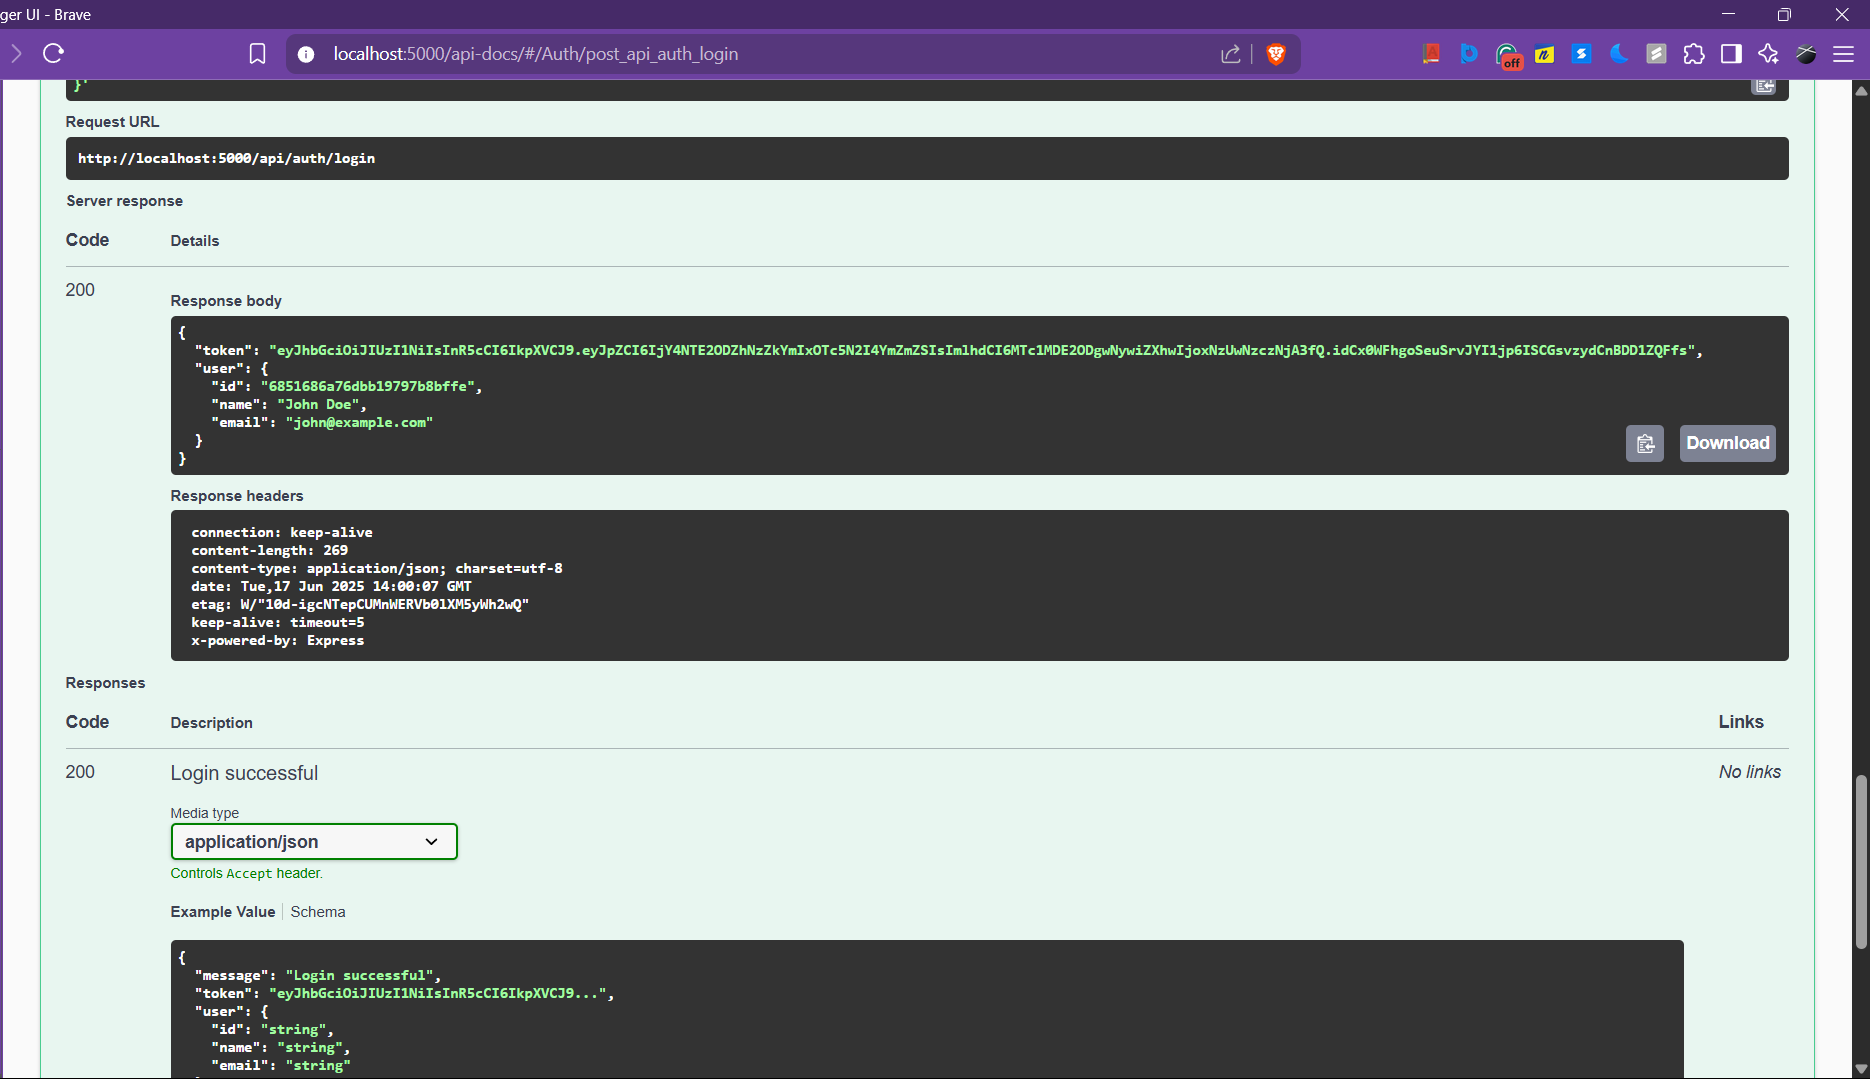 ger UI - Brave
localhost:5000/api-docs/#/Auth/post_api_auth_login
off
}'
Request URL
http://localhost:5000/api/auth/login
Server response
Code Details
200
Response body
{
"token": "eyJhbGciOiJIUzI1NiIsInR5cCI6IkpXVCJ9.eyJpZCI6IjY4NTE2ODZhNzZkYmIxOTc5N2I4YmZmZSIsImlhdCI6MTc1MDE2ODgwNywiZXhwIjoxNzUwNzczNjA3fQ.idCx0WFhgoSeuSrvJYI1jp6ISCGsvzydCnBDD1ZQFfs",
"user": {
"id": "6851686a76dbb19797b8bffe",
"name": "John Doe",
"email": "john@example.com"
}
}
Download
Response headers
connection: keep-alive
content-length: 269
content-type: application/json; charset=utf-8
date: Tue,17 Jun 2025 14:00:07 GMT
etag: W/"10d-igcNTepCUMnWERVb01XM5yWh2wQ"
keep-alive: timeout=5
x-powered-by: Express
Responses
Code Description Links
200 Login successful No links
Media type
application/json
Controls Accept header.
Example Value Schema
{
"message": "Login successful",
"token": "eyJhbGciOiJIUzI1NiIsInR5cCI6IkpXVCJ9...",
"user": {
"id": "string",
"name": "string",
"email": "string"